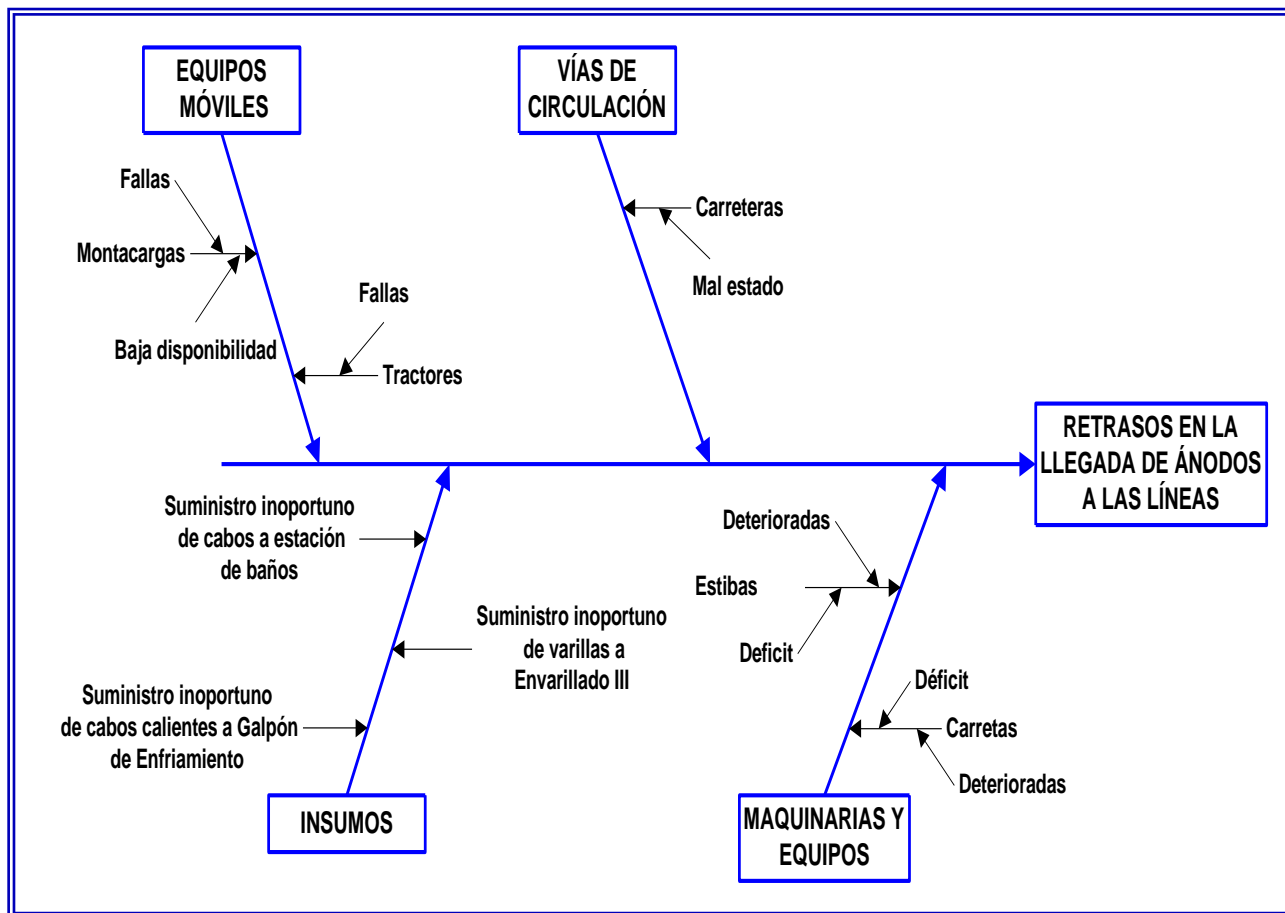 EQUIPOS
MÓVILES
VÍAS DE
CIRCULACIÓN
Fallas
Montacargas
Baja disponibilidad
Fallas
Tractores
Carreteras
Mal estado
RETRASOS EN LA
LLEGADA DE ÁNODOS
A LAS LÍNEAS
Suministro inoportuno
de cabos a estación
de baños
Suministro inoportuno
de varillas a
Envarillado III
Suministro inoportuno
de cabos calientes a Galpón
de Enfriamiento
Deterioradas
Estibas
Deficit
Déficit
Carretas
Deterioradas
INSUMOS
MAQUINARIAS Y
EQUIPOS